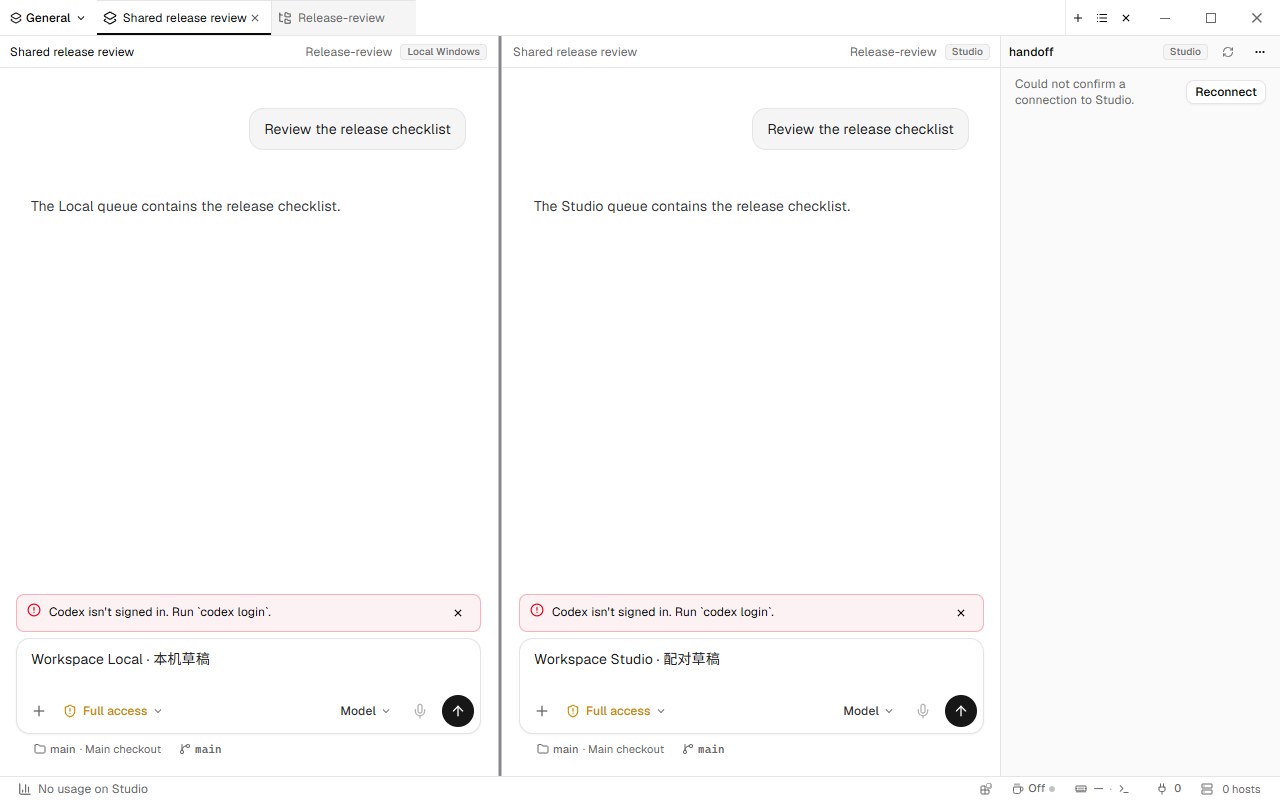 General
Shared release review
Release-review
Shared release review
Release-review
Local Windows
Shared release review
Release-review
Studio
handoff
Studio
Review the release checklist
The Local queue contains the release checklist.
Codex isn't signed in. Run `codex login`.
Workspace Local · 本机草稿
Full access
Model
main · Main checkout
main
Review the release checklist
The Studio queue contains the release checklist.
Codex isn't signed in. Run `codex login`.
Workspace Studio · 配对草稿
Full access
Model
main · Main checkout
main
Could not confirm a
connection to Studio.
Reconnect
No usage on Studio
Off
0
0 hosts